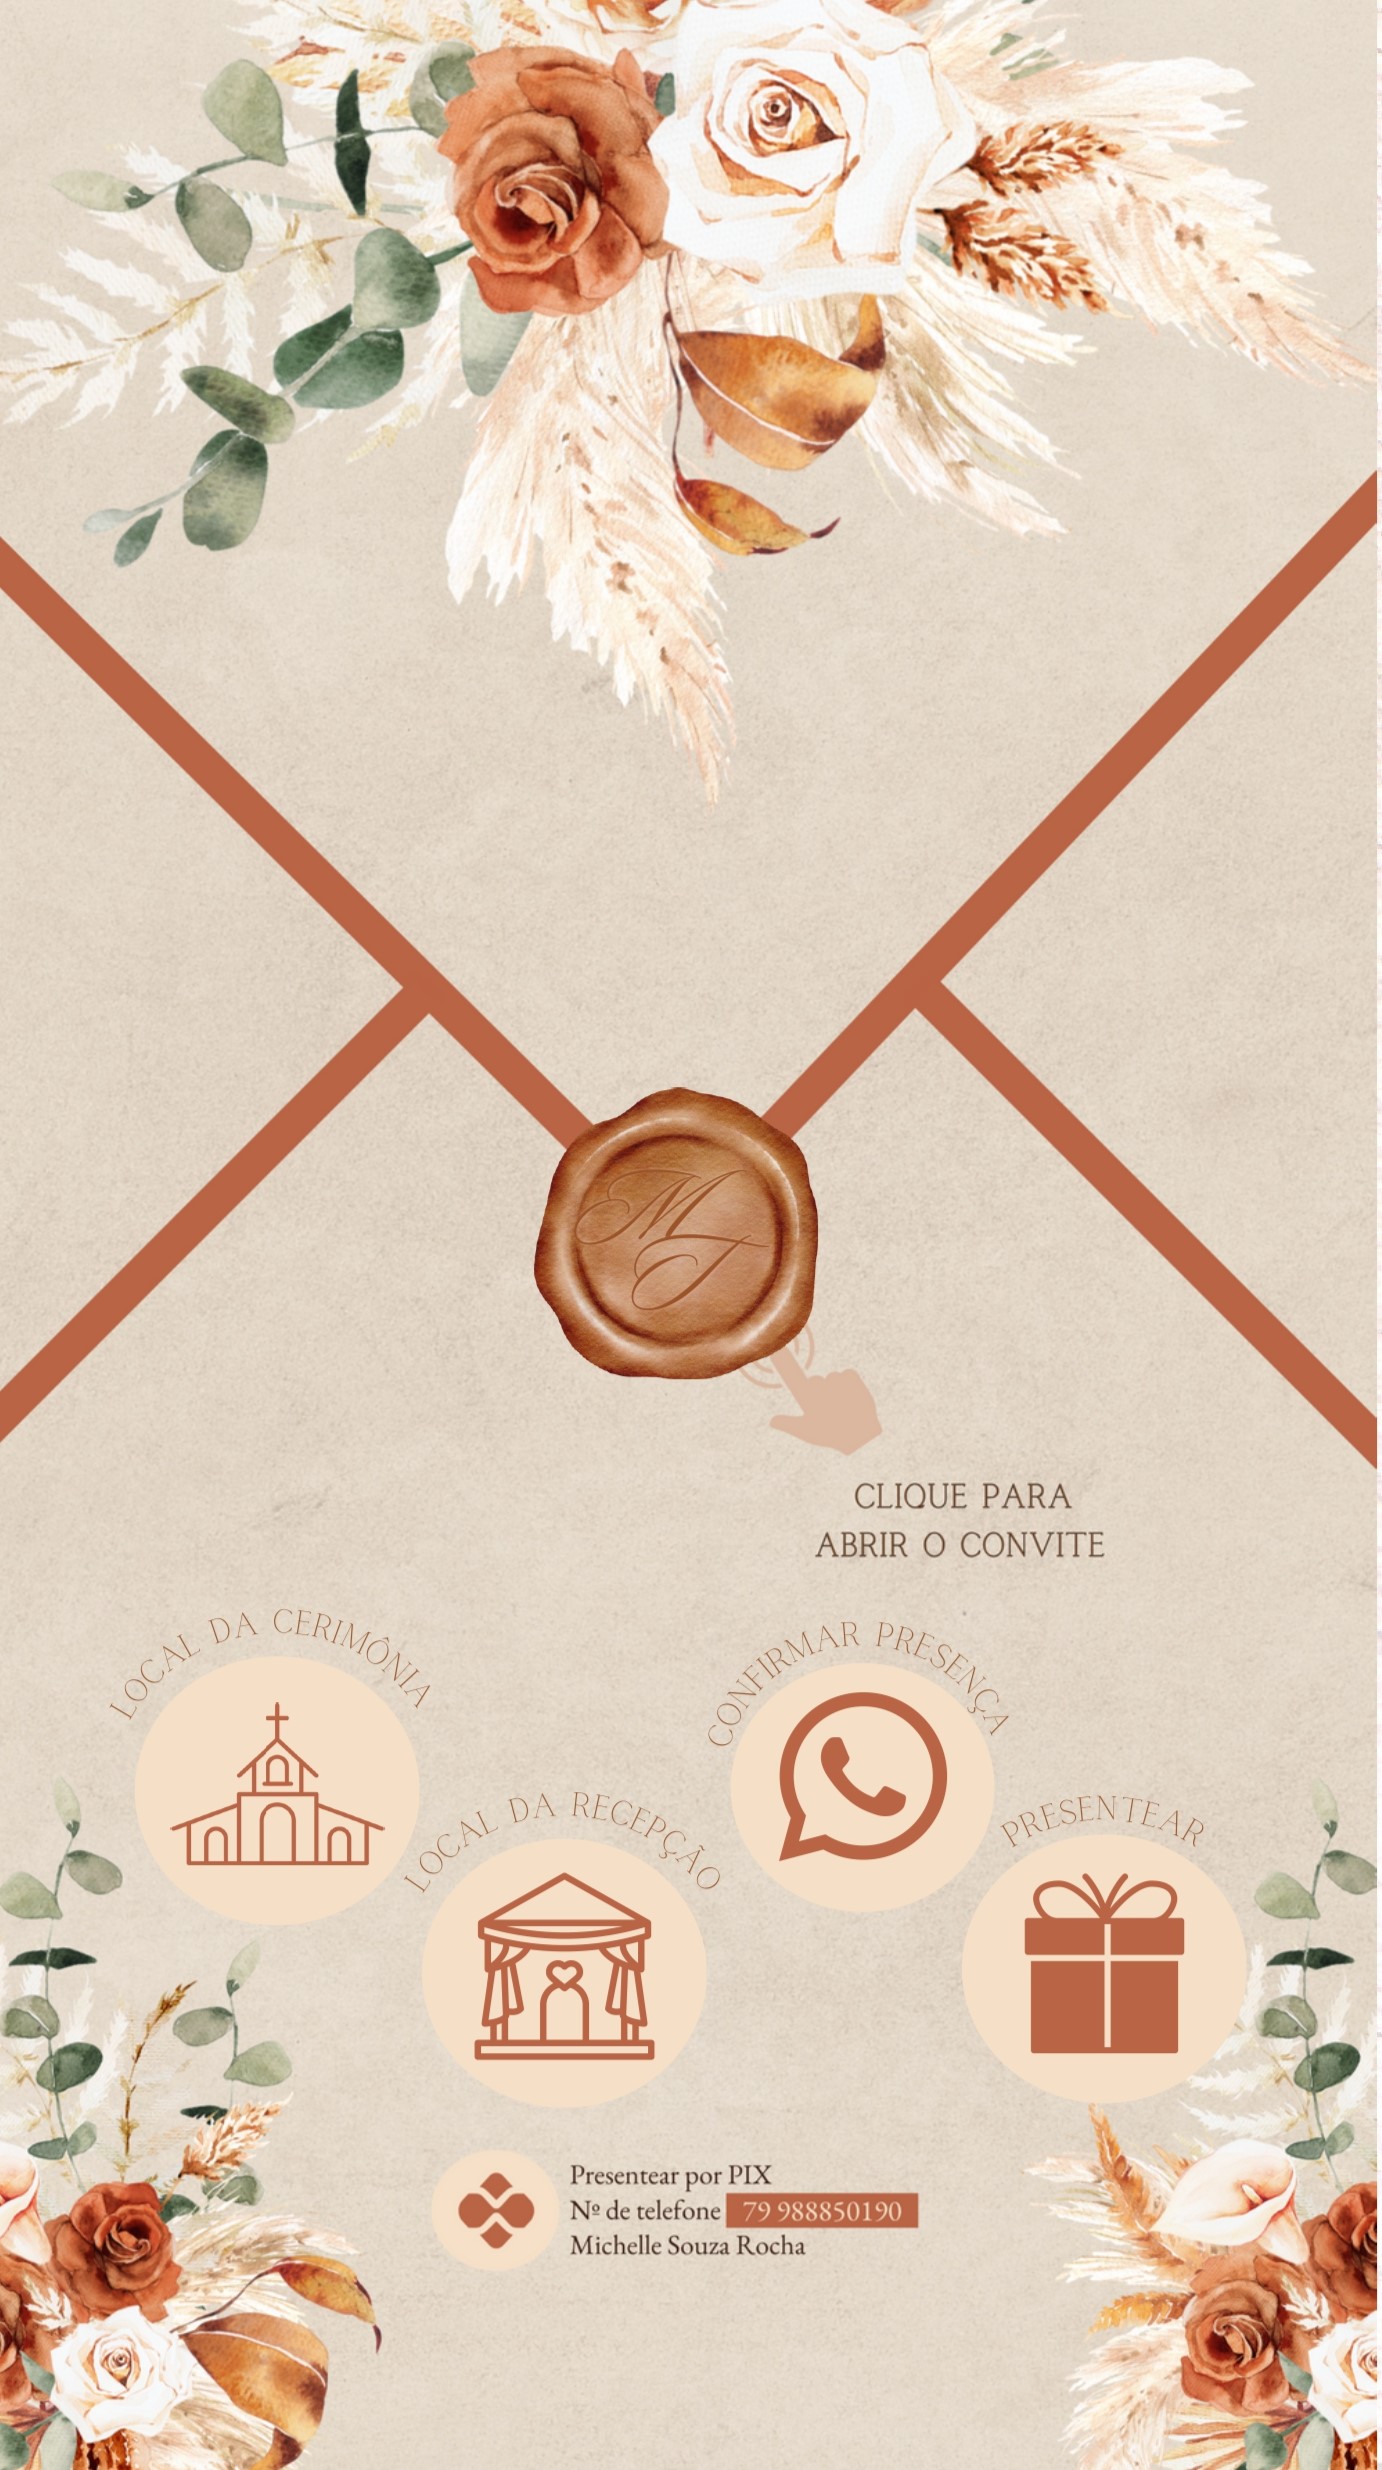 MJ
CLIQUE PARA
ABRIR O CONVITE
LOCAL DA CERIMÔNIA
CONFIRMAR PRESENÇA
LOCAL DA RECEPÇÃO
PRESENTEAR
Presentear por PIX
Nº de telefone 79 988850190
Michelle Souza Rocha